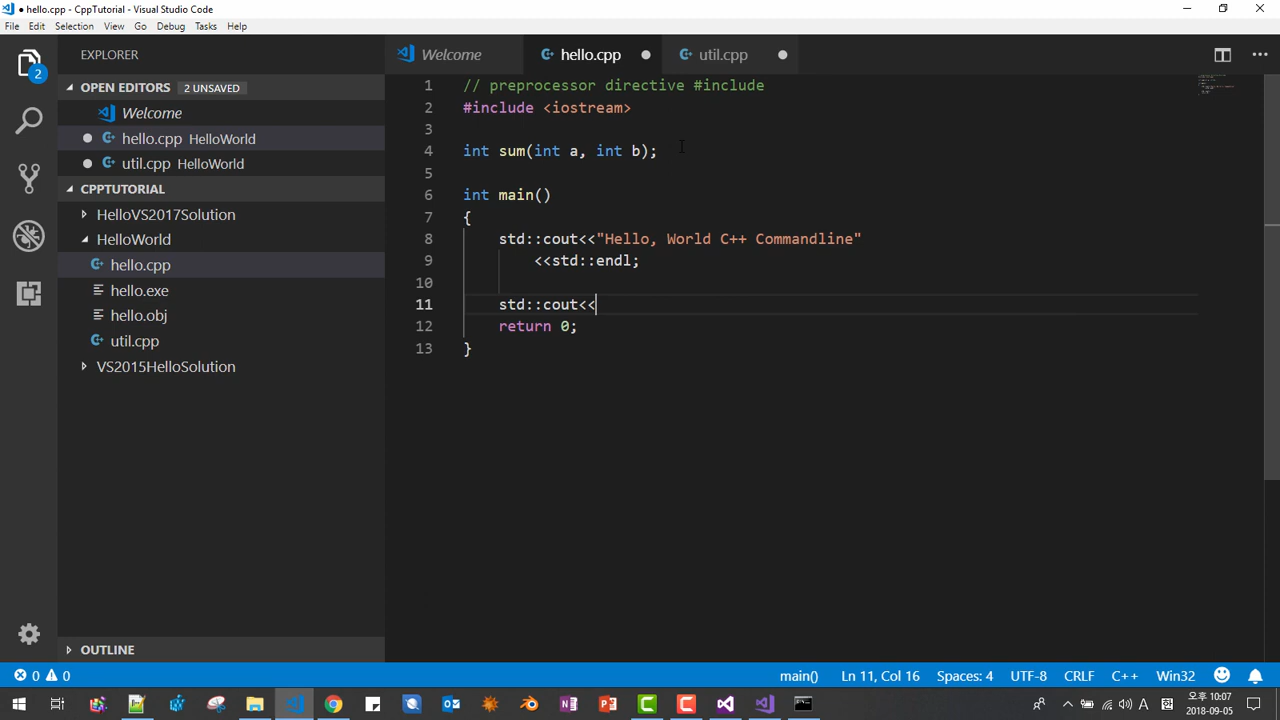 ● hello.cpp - CppTutorial - Visual Studio Code
File Edit Selection View Go Debug Tasks Help
EXPLORER
Welcome hello.cpp util.cpp
OPEN EDITORS 2 UNSAVED
Welcome
hello.cpp HelloWorld
util.cpp HelloWorld
CPPTUTORIAL
HelloVS2017Solution
HelloWorld
hello.cpp
hello.exe
hello.obj
util.cpp
VS2015HelloSolution
OUTLINE
2
1 // preprocessor directive #include
2 #include <iostream>
3
4 int sum(int a, int b);
5
6 int main()
7 {
8 std::cout<<"Hello, World C++ Commandline"
9 <<std::endl;
10
11 std::cout<<
12 return 0;
13 }
0 0 main() Ln 11, Col 16 Spaces: 4 UTF-8 CRLF C++ Win32
A 오후 10:07
2018-09-05